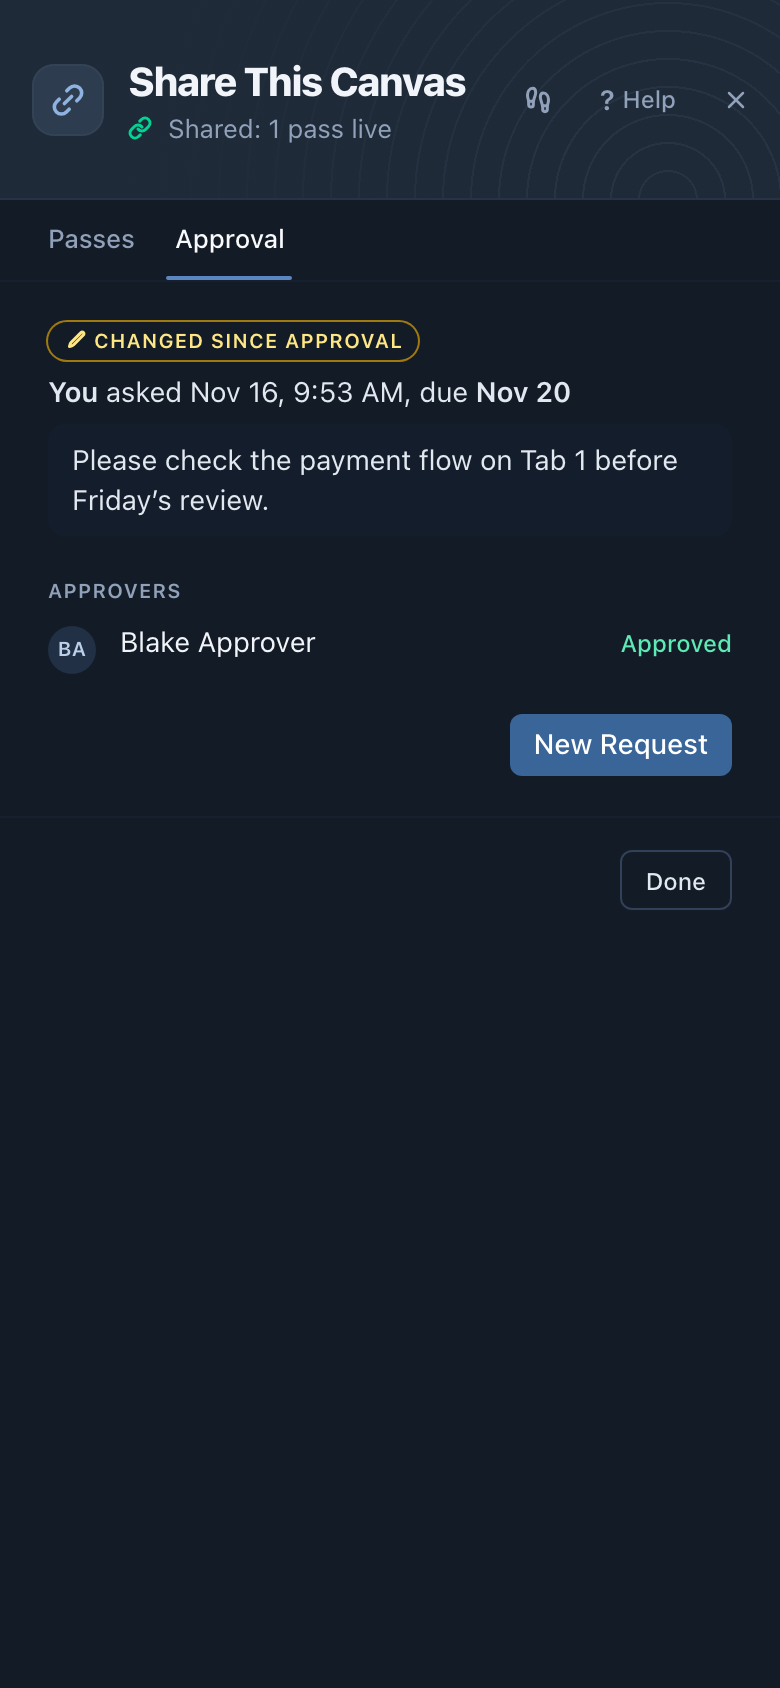 Share This Canvas
Shared: 1 pass live
? Help
Passes
Approval
CHANGED SINCE APPROVAL
You asked Nov 16, 9:53 AM, due Nov 20
Please check the payment flow on Tab 1 before
Friday’s review.
APPROVERS
BA
Blake Approver
Approved
New Request
Done